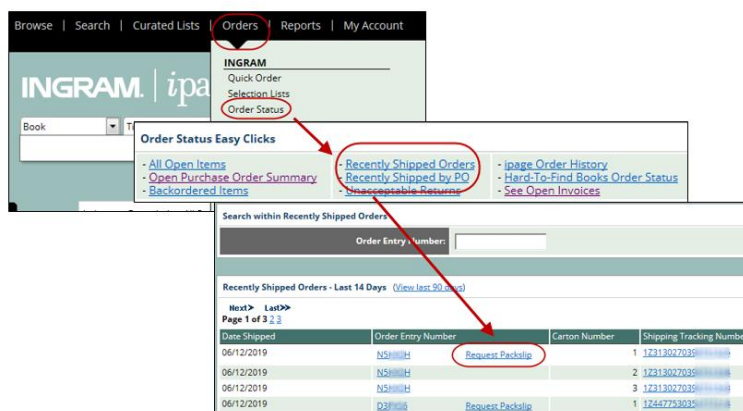 Browse | Search | Curated Lists | Orders | Reports | My Account
INGRAM
Quick Order
Selection Lists
Order Status
INGRAM. | ipa
Book
Order Status Easy Clicks
- All Open Items
- Open Purchase Order Summary
- Backordered Items
- Recently Shipped Orders
- Recently Shipped by PO
- Unacceptable Returns
- ipage Order History
- Hard-To-Find Books Order Status
- See Open Invoices
Search within Recently Shipped Orders
Order Entry Number:
Recently Shipped Orders - Last 14 Days (View last 90 days)
Next> Last>>
Page 1 of 3 2 3
Date Shipped Order Entry Number Carton Number Shipping Tracking Numbe
06/12/2019 Request Packslip 1
06/12/2019 2
06/12/2019 3
06/12/2019 Request Packslip 1